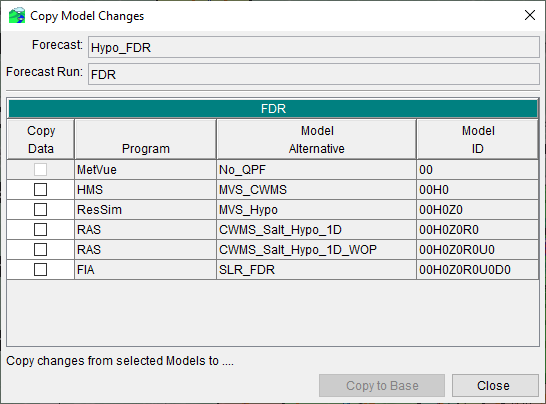 Copy Model Changes
Forecast: Hypo_FDR
Forecast Run: FDR
FDR
Copy Data Program Model Alternative Model ID
MetVue No_QPF 00
HMS MVS_CWMS 00H0
ResSim MVS_Hypo 00H0Z0
RAS CWMS_Salt_Hypo_1D 00H0Z0R0
RAS CWMS_Salt_Hypo_1D_WOP 00H0Z0R0U0
FIA SLR_FDR 00H0Z0R0U0D0
Copy changes from selected Models to ....
Copy to Base Close